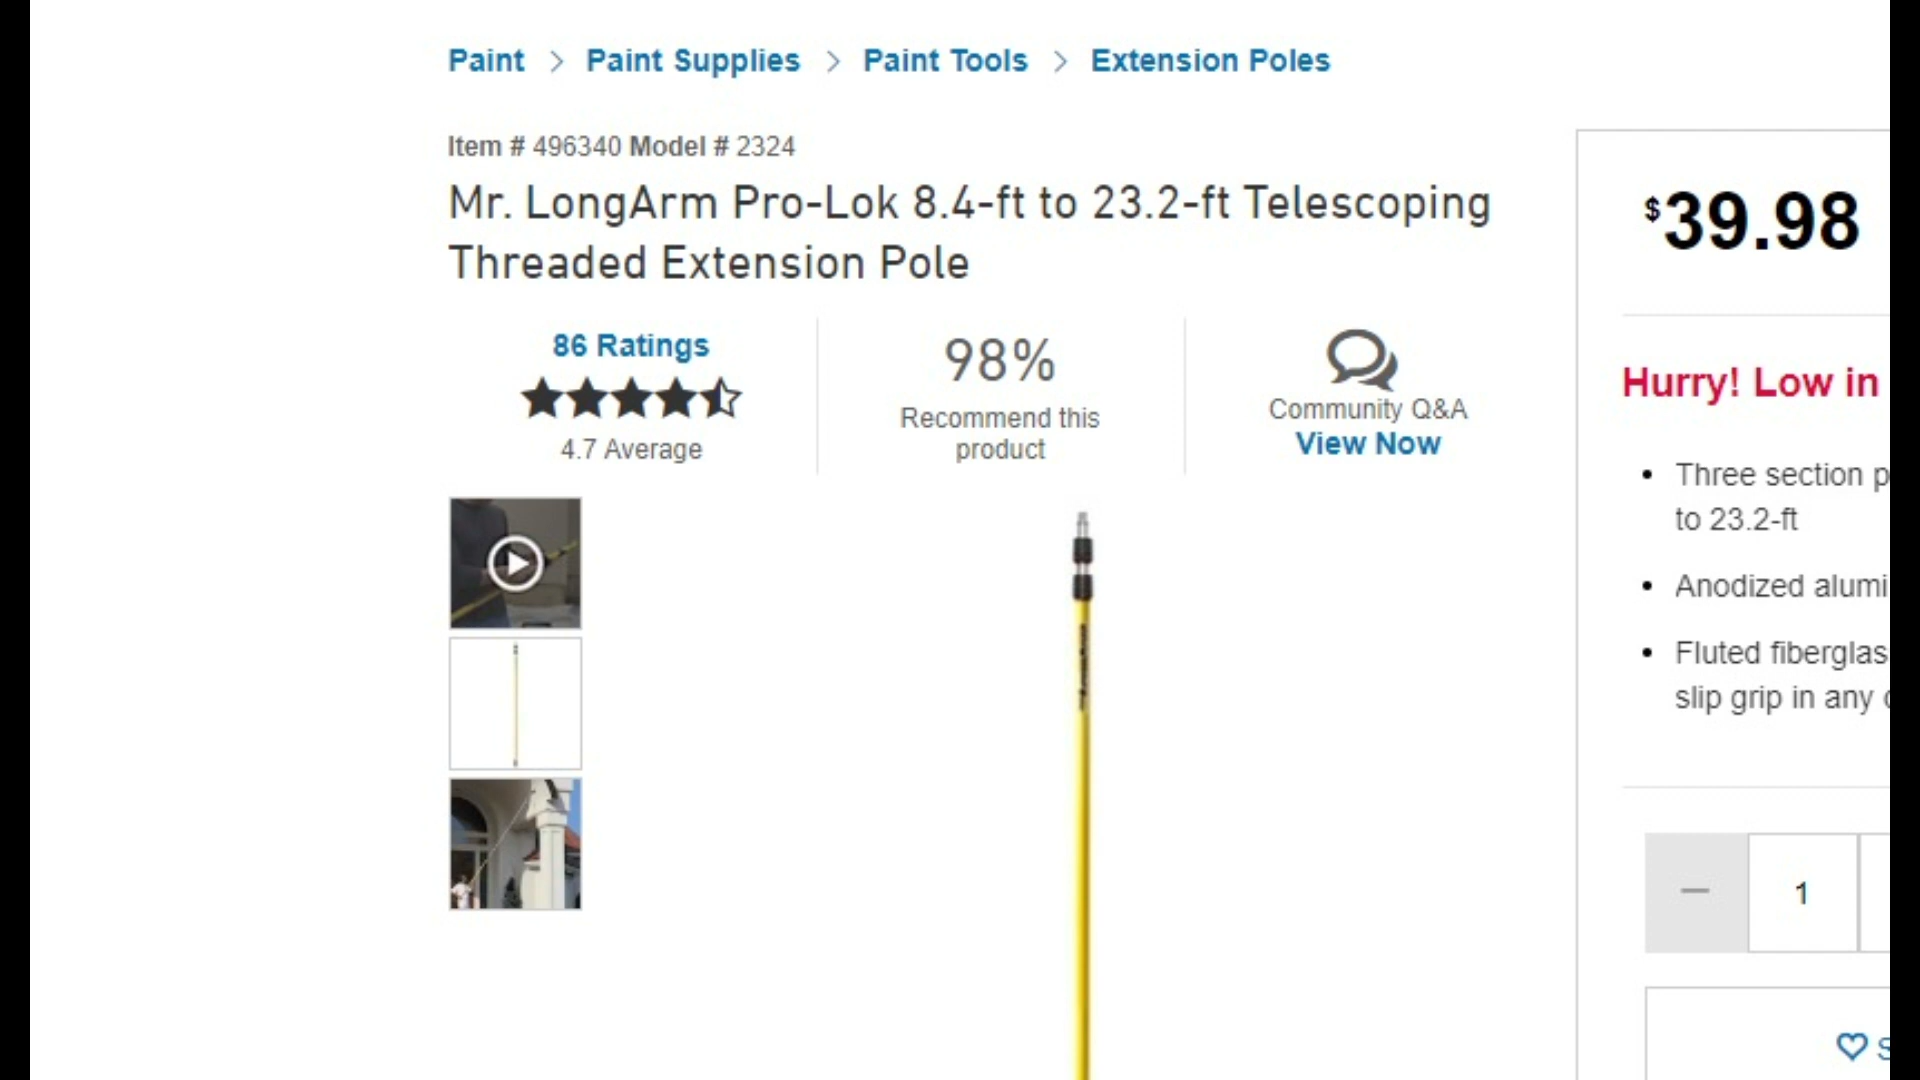 Paint > Paint Supplies > Paint Tools > Extension Poles
Item # 496340 Model # 2324
Mr. LongArm Pro-Lok 8.4-ft to 23.2-ft Telescoping
Threaded Extension Pole
86 Ratings
4.7 Average
98%
Recommend this
product
Community Q&A
View Now
$39.98
Hurry! Low in
• Three section p
to 23.2-ft
• Anodized alumi
• Fluted fiberglas
slip grip in any
1